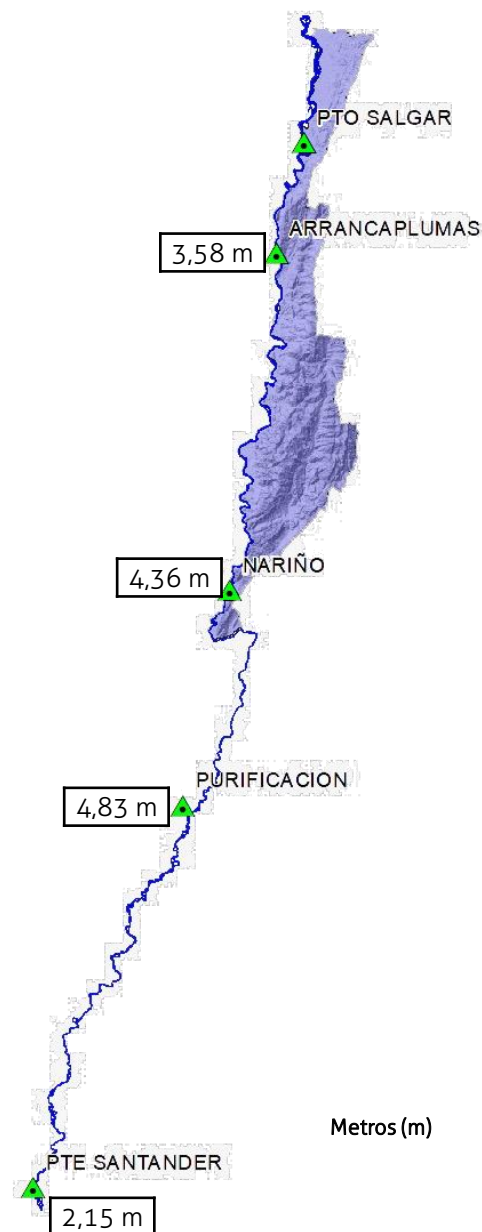 PTO SALGAR
ARRANCAPLUMAS
3,58 m
NARIÑO
4,36 m
PURIFICACION
4,83 m
Metros (m)
PTE SANTANDER
2,15 m